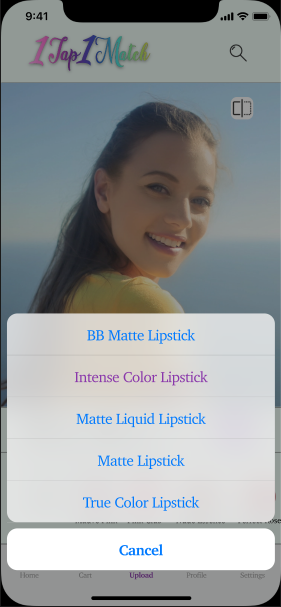 9:41
1Tap1Match
BB Matte Lipstick
Intense Color Lipstick
Matte Liquid Lipstick
Matte Lipstick
True Color Lipstick
Cancel
Home Cart Upload Profile Settings